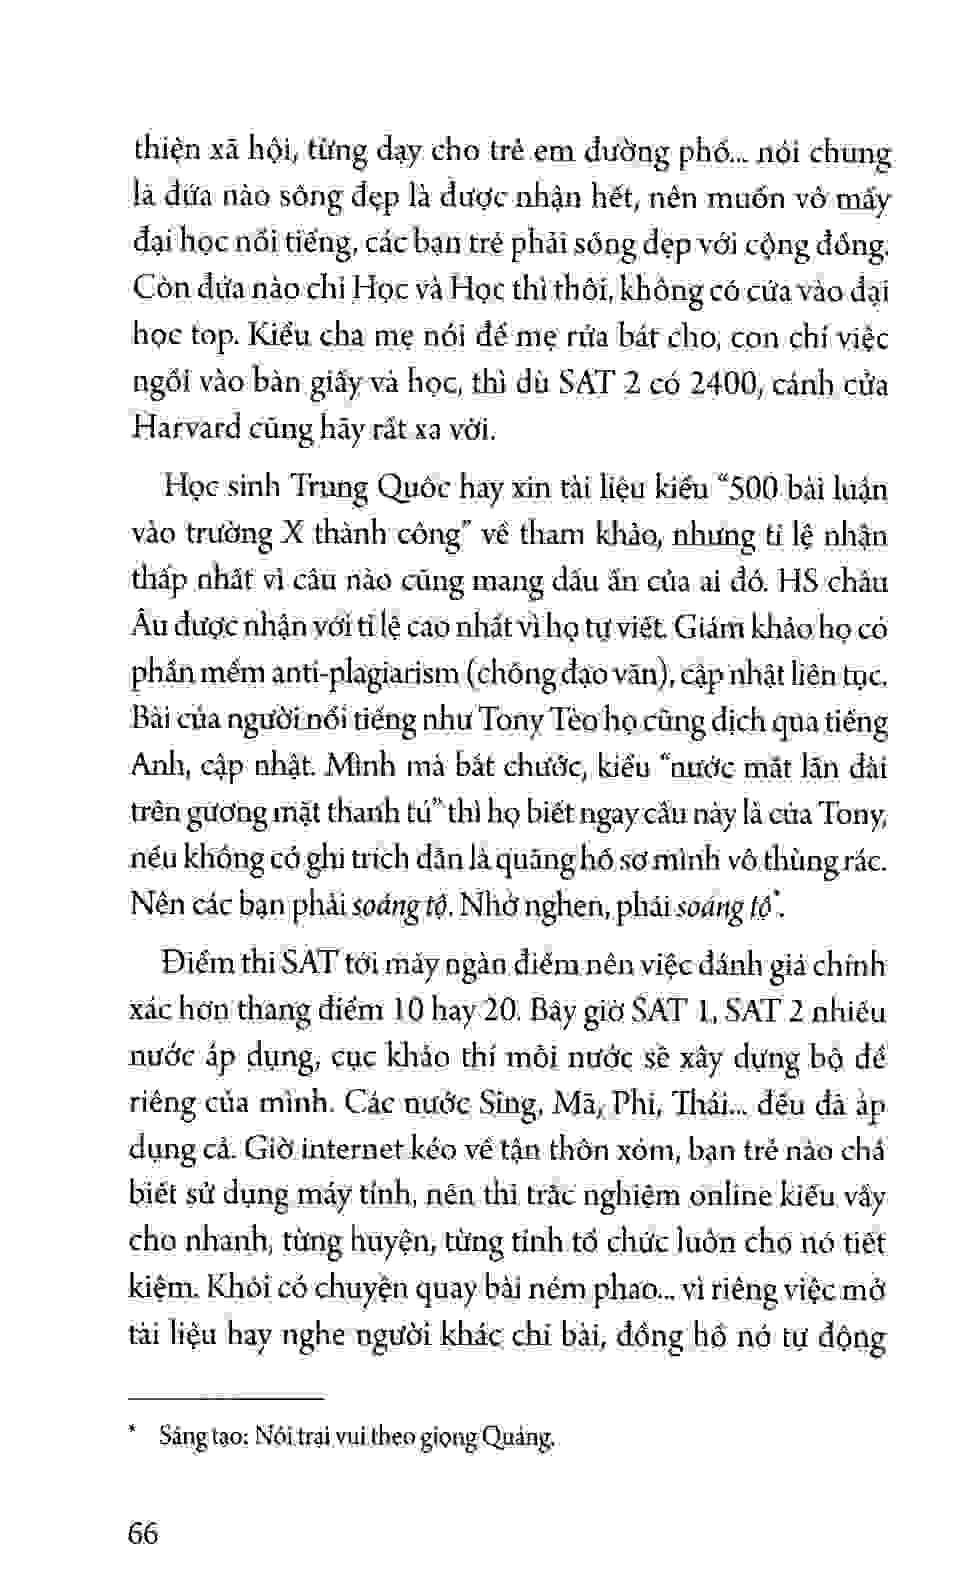 thiện xã hội, từng dạy cho trẻ em đường phố... nói chung
là đứa nào sống đẹp là được nhận hết, nên muốn vô mấy
đại học nổi tiếng, các bạn trẻ phải sống đẹp với cộng đồng.
Còn đứa nào chỉ Học và Học thì thôi, không có cửa vào đại
học top. Kiểu cha mẹ nói để mẹ rửa bát cho, con chỉ việc
ngồi vào bàn giấy và học, thì dù SAT 2 có 2400, cánh cửa
Harvard cũng hãy rất xa vời.
Học sinh Trung Quốc hay xin tài liệu kiểu “500 bài luận
vào trường X thành công” về tham khảo, nhưng tỉ lệ nhận
thấp nhất vì câu nào cũng mang dấu ấn của ai đó. HS châu
Âu được nhận với tỉ lệ cao nhất vì họ tự viết. Giám khảo họ có
phần mềm anti-plagiarism (chống đạo văn), cập nhật liên tục.
Bài của người nổi tiếng như Tony Tèo họ cũng dịch qua tiếng
Anh, cập nhật. Mình mà bắt chước, kiểu “nước mắt lăn dài
trên gương mặt thanh tú” thì họ biết ngay câu này là của Tony,
nếu không có ghi trích dẫn là quăng hồ sơ mình vô thùng rác.
Nên các bạn phải soáng tộ. Nhớ nghen, phải soáng tộ*.
Điểm thi SAT tới mấy ngàn điểm nên việc đánh giá chính
xác hơn thang điểm 10 hay 20. Bây giờ SAT 1, SAT 2 nhiều
nước áp dụng, cục khảo thí mỗi nước sẽ xây dựng bộ đề
riêng của mình. Các nước Sing, Mã, Phi, Thái... đều đã áp
dụng cả. Giờ internet kéo về tận thôn xóm, bạn trẻ nào chả
biết sử dụng máy tính, nên thi trắc nghiệm online kiểu vầy
cho nhanh, từng huyện, từng tỉnh tổ chức luôn cho nó tiết
kiệm. Khỏi có chuyện quay bài ném phao... vì riêng việc mở
tài liệu hay nghe người khác chỉ bài, đồng hồ nó tự động
* Sáng tạo: Nói trại vui theo giọng Quảng.
66